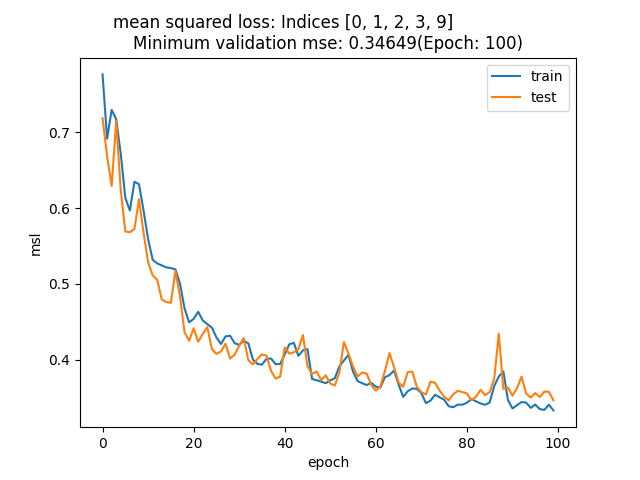 mean squared loss: Indices [0, 1, 2, 3, 9]
Minimum validation mse: 0.34649(Epoch: 100)
train
test
0.7
0.6
0.5
0.4
msl
0 20 40 60 80 100
epoch